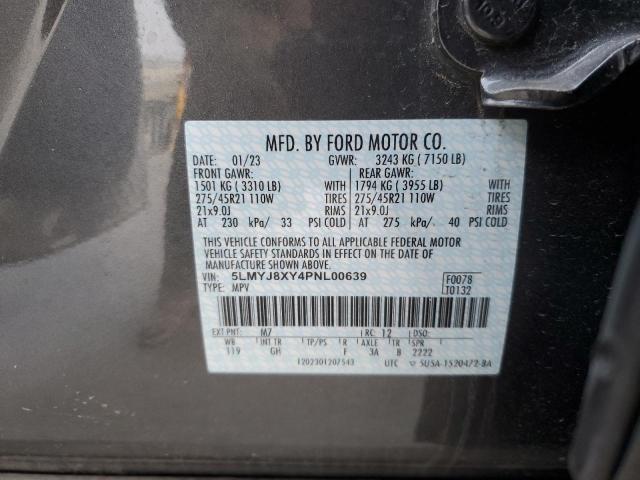 10.9
MFD. BY FORD MOTOR CO.
DATE: 01/23 GVWR: 3243 KG ( 7150 LB)
FRONT GAWR: REAR GAWR:
1501 KG ( 3310 LB) WITH 1794 KG ( 3955 LB) WITH
275/45R21 110W TIRES 275/45R21 110W TIRES
21x9.0J RIMS 21x9.0J RIMS
AT 230 kPa/ 33 PSI COLD AT 275 kPa/ 40 PSI COLD
THIS VEHICLE CONFORMS TO ALL APPLICABLE FEDERAL MOTOR
VEHICLE SAFETY STANDARDS IN EFFECT ON THE DATE OF
MANUFACTURE SHOWN ABOVE.
VIN: 5LMYJ8XY4PNL00639 F0078
TYPE: MPV T0132
EXT PNT: M7 RC: 12 DSO:
WB INT TR TP/PS R AXLE TR SPR
119 GH F 3A B 2222
1202301207543 UTC ▽ 5U5A-1520472-BA